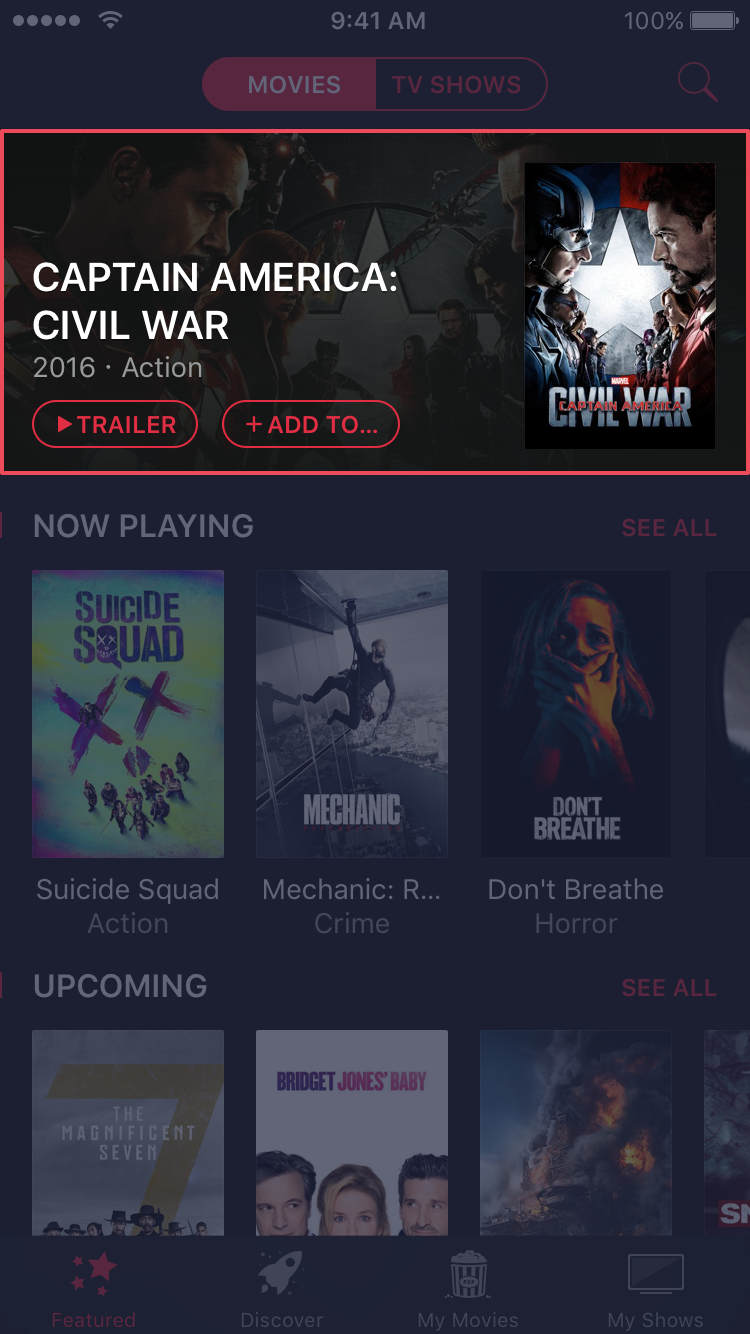 9:41 AM
100%
MOVIES
TV SHOWS
CAPTAIN AMERICA:
CIVIL WAR
2016 · Action
TRAILER
+ ADD TO...
MARVEL
CIVIL WAR
CAPTAIN AMERICA
NOW PLAYING
SEE ALL
SUICIDE
SQUAD
MECHANIC
DON'T
BREATHE
Suicide Squad
Mechanic: R...
Don't Breathe
Action
Crime
Horror
UPCOMING
SEE ALL
THE
MAGNIFICENT
SEVEN
BRIDGET JONES' BABY
SN
Featured
Discover
My Movies
My Shows